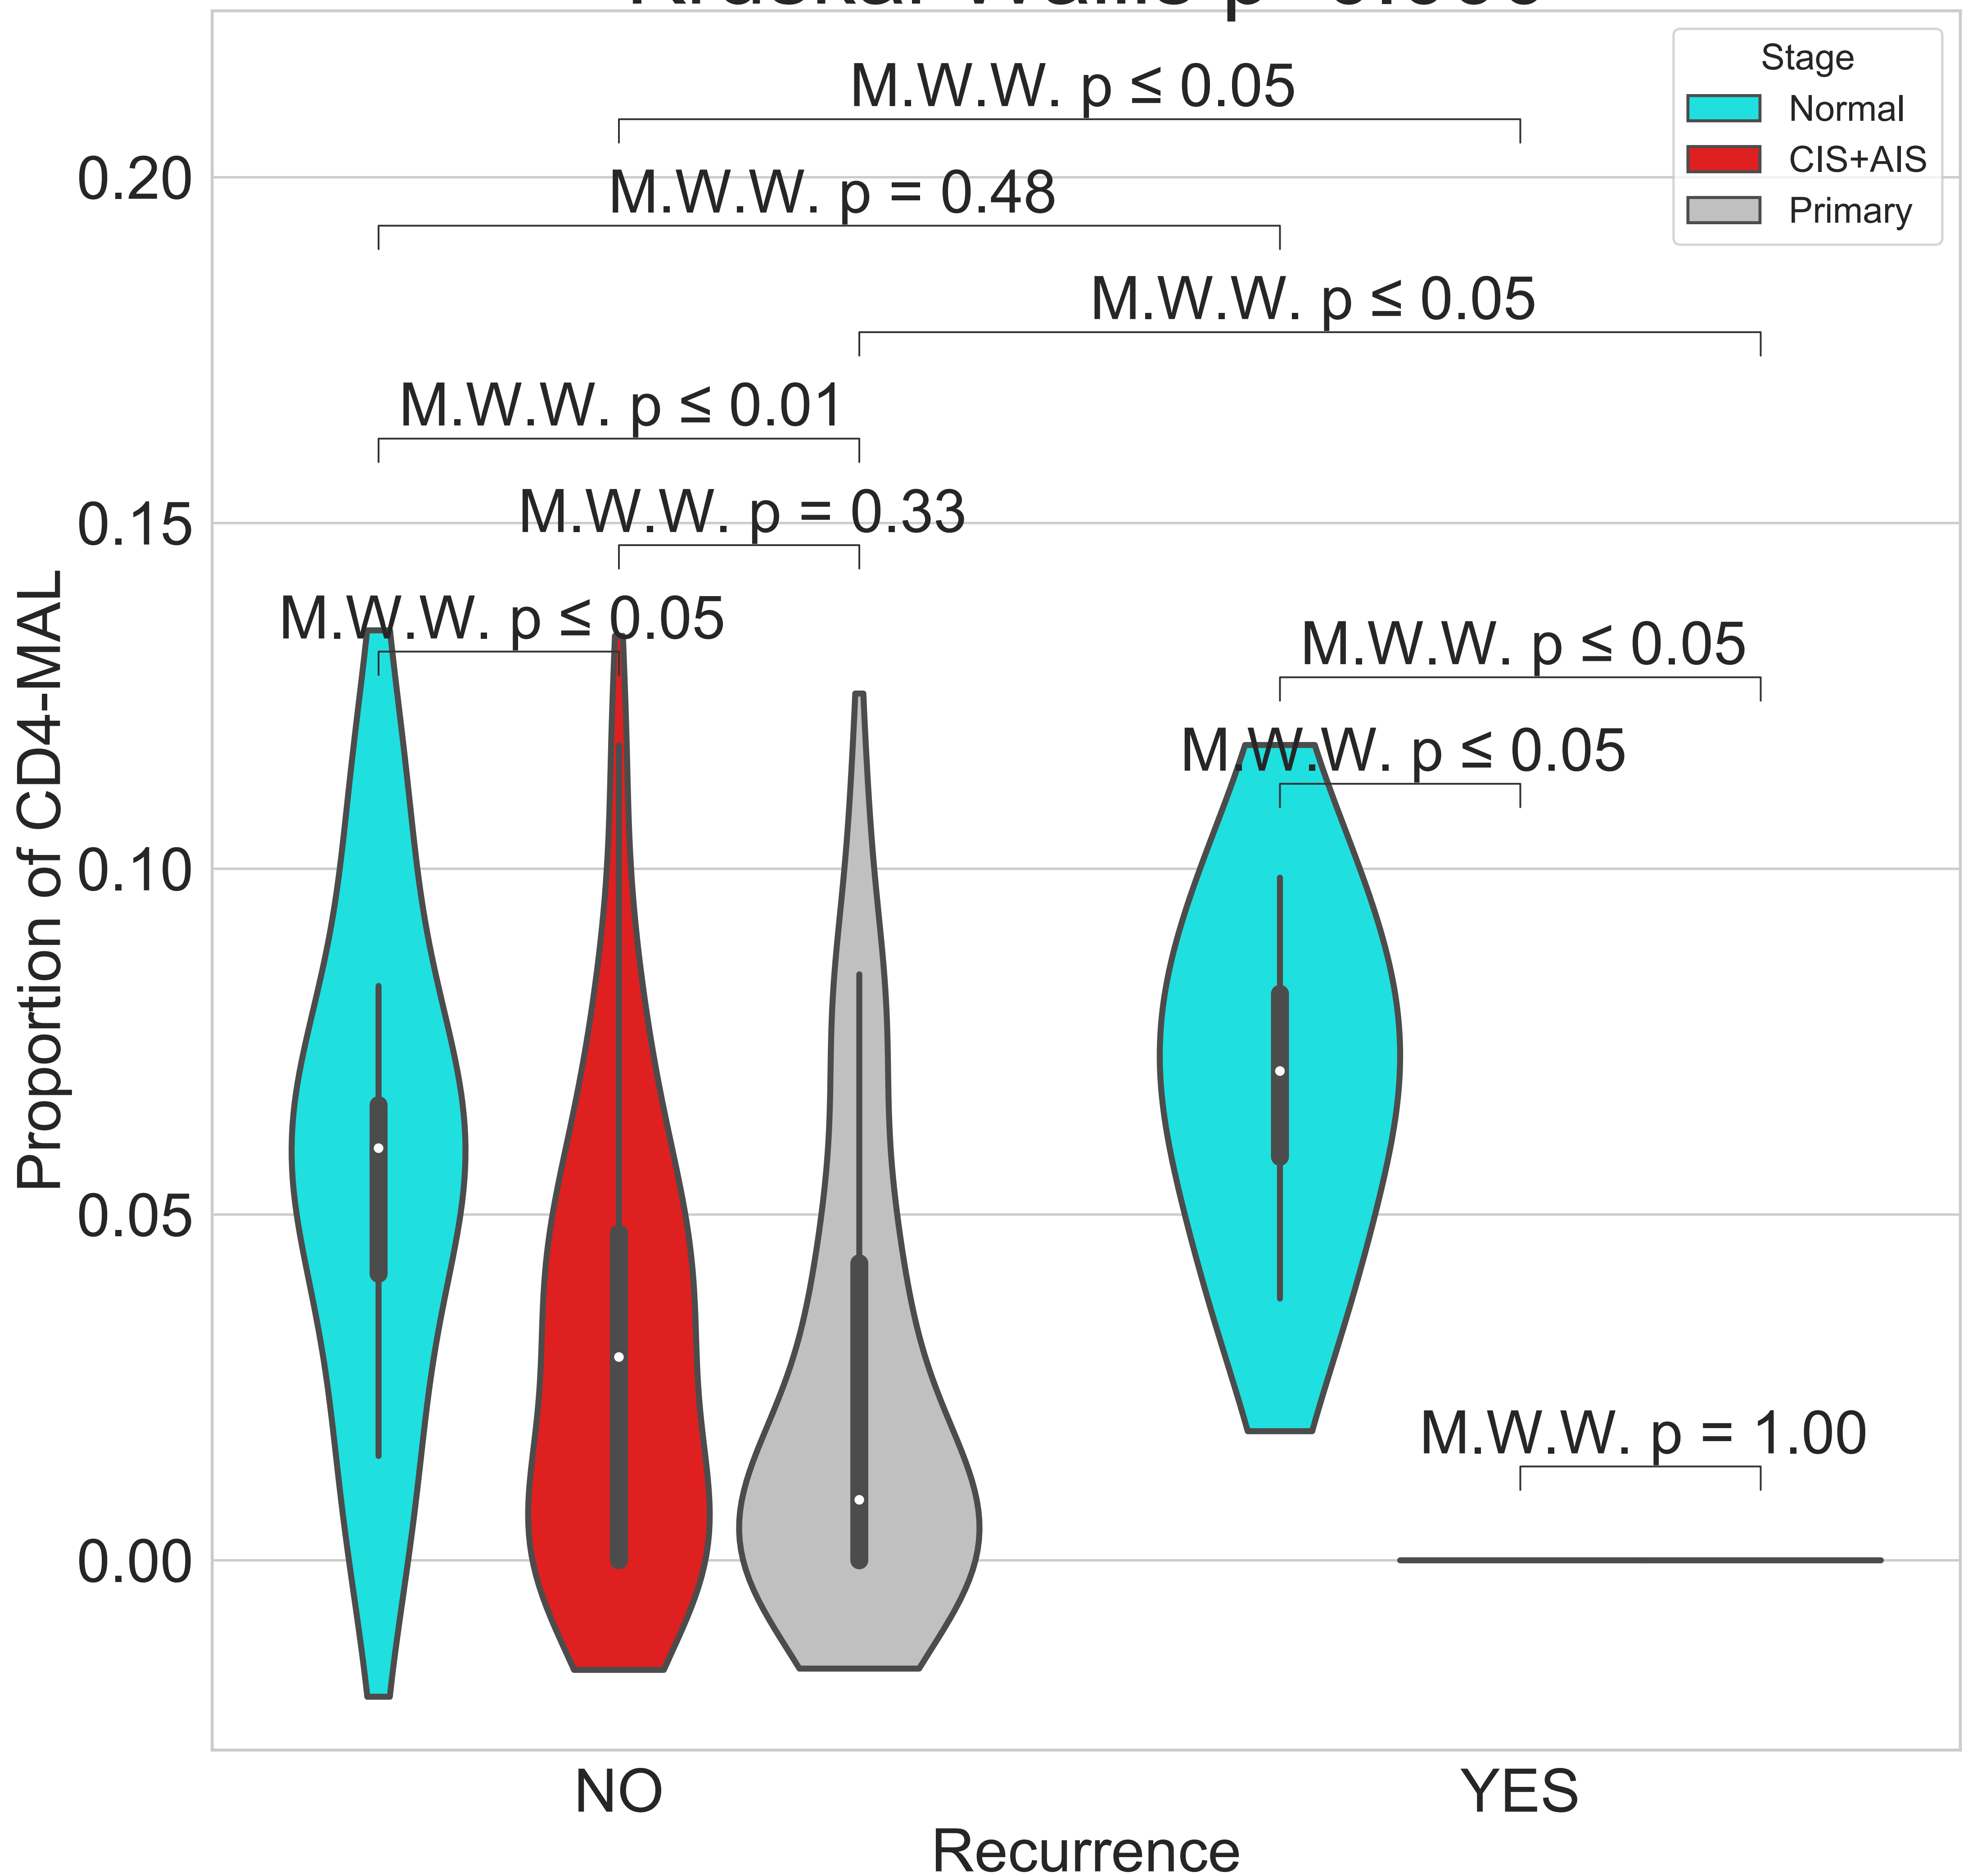 Stage
Normal
CIS+AIS
Primary
M.W.W. p ≤ 0.05
M.W.W. p = 0.48
M.W.W. p ≤ 0.05
M.W.W. p ≤ 0.01
M.W.W. p = 0.33
M.W.W. p ≤ 0.05
M.W.W. p ≤ 0.05
M.W.W. p ≤ 0.05
M.W.W. p = 1.00
0.20
0.15
0.10
0.05
0.00
Proportion of CD4-MAL
NO
YES
Recurrence